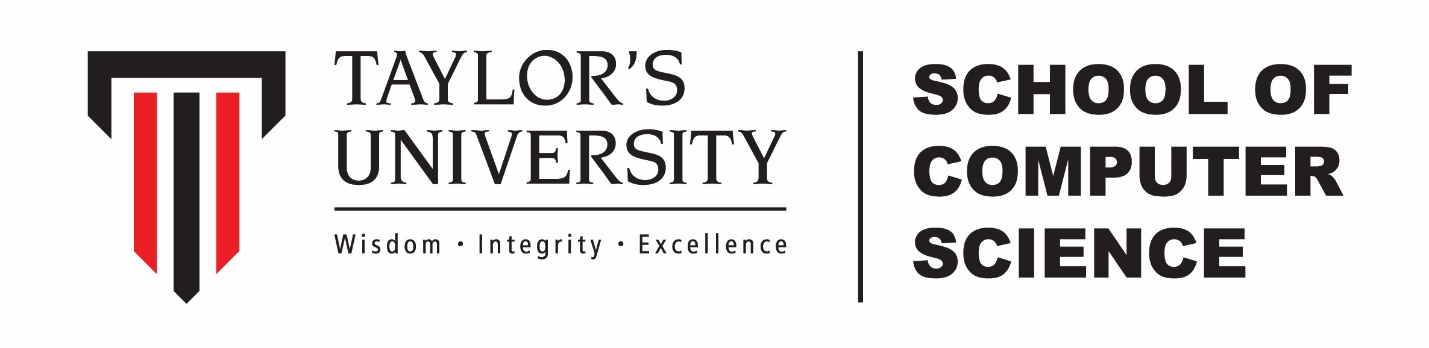 TAYLOR’S
UNIVERSITY
Wisdom · Integrity · Excellence
SCHOOL OF
COMPUTER
SCIENCE